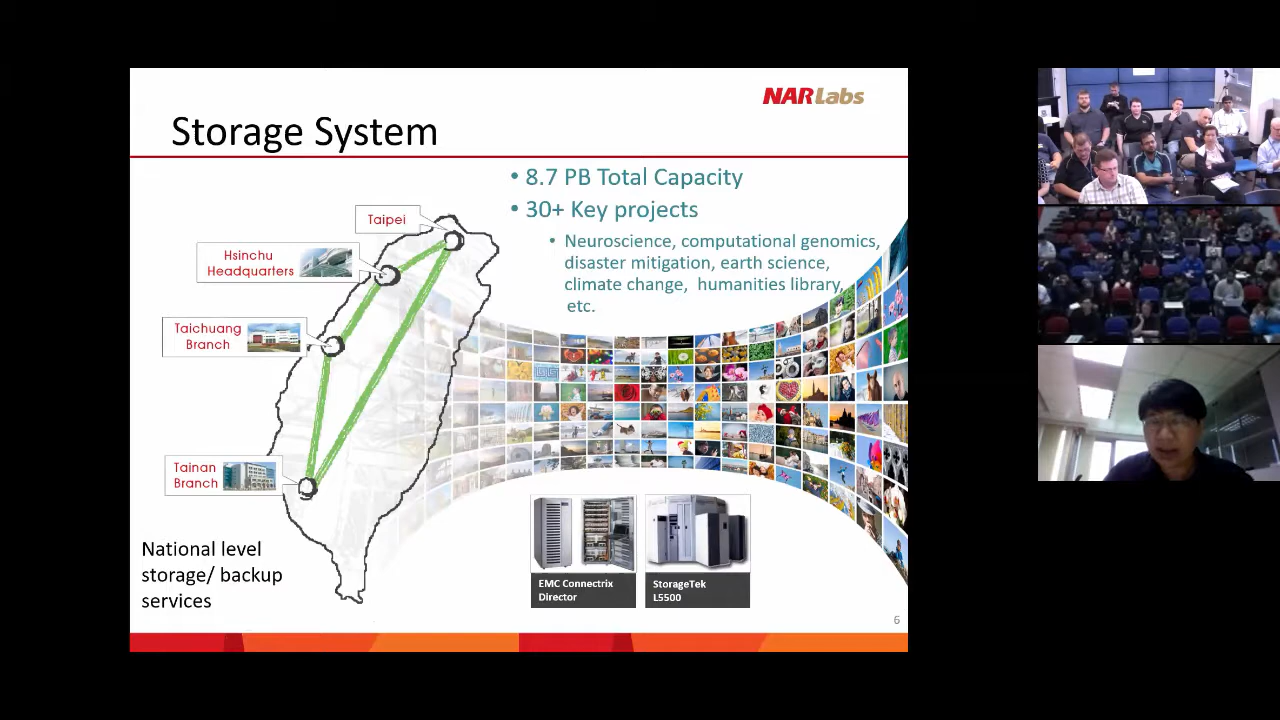 NARLabs
Storage System
• 8.7 PB Total Capacity
• 30+ Key projects
• Neuroscience, computational genomics,
disaster mitigation, earth science,
climate change, humanities library,
etc.
Taipei
Hsinchu
Headquarters
Taichuang
Branch
Tainan
Branch
National level
storage/ backup
services
EMC Connectrix
Director
StorageTek
L5500
6